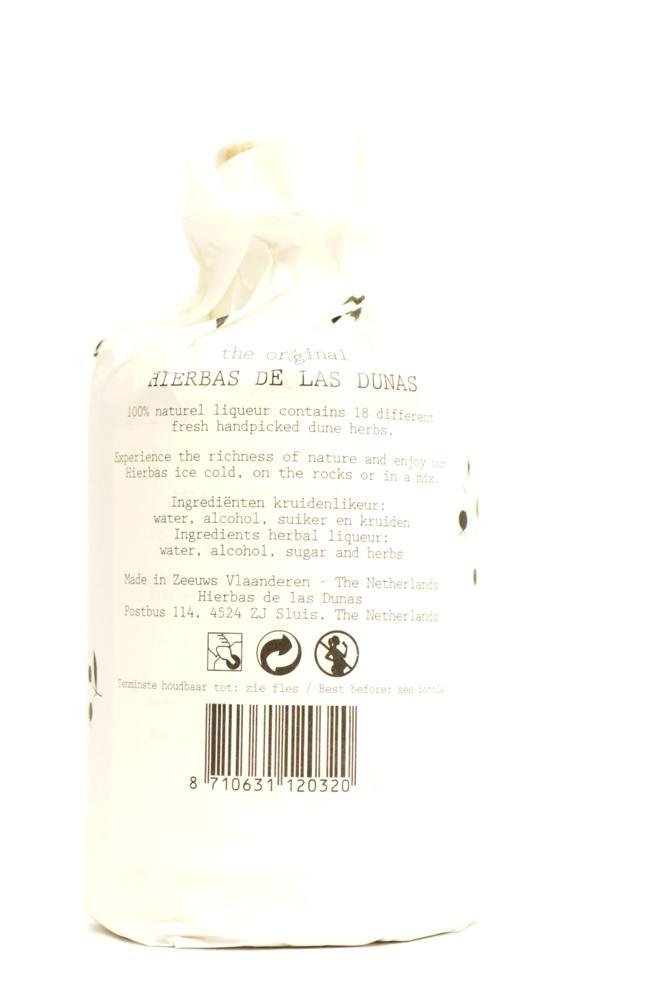 the original
HIERBAS DE LAS DUNAS
100% naturel liqueur contains 18 different
fresh handpicked dune herbs.
Experience the richness of nature and enjoy our
Hierbas ice cold, on the rocks or in a mix.
Ingrediënten kruidenlikeur:
water, alcohol, suiker en kruiden
Ingredients herbal liqueur:
water, alcohol, sugar and herbs
Made in Zeeuws Vlaanderen - The Netherlands
Hierbas de las Dunas
Postbus 114, 4524 ZJ Sluis, The Netherlands
Tenminste houdbaar tot: zie fles / Best before: see bottle
8 710631 120320